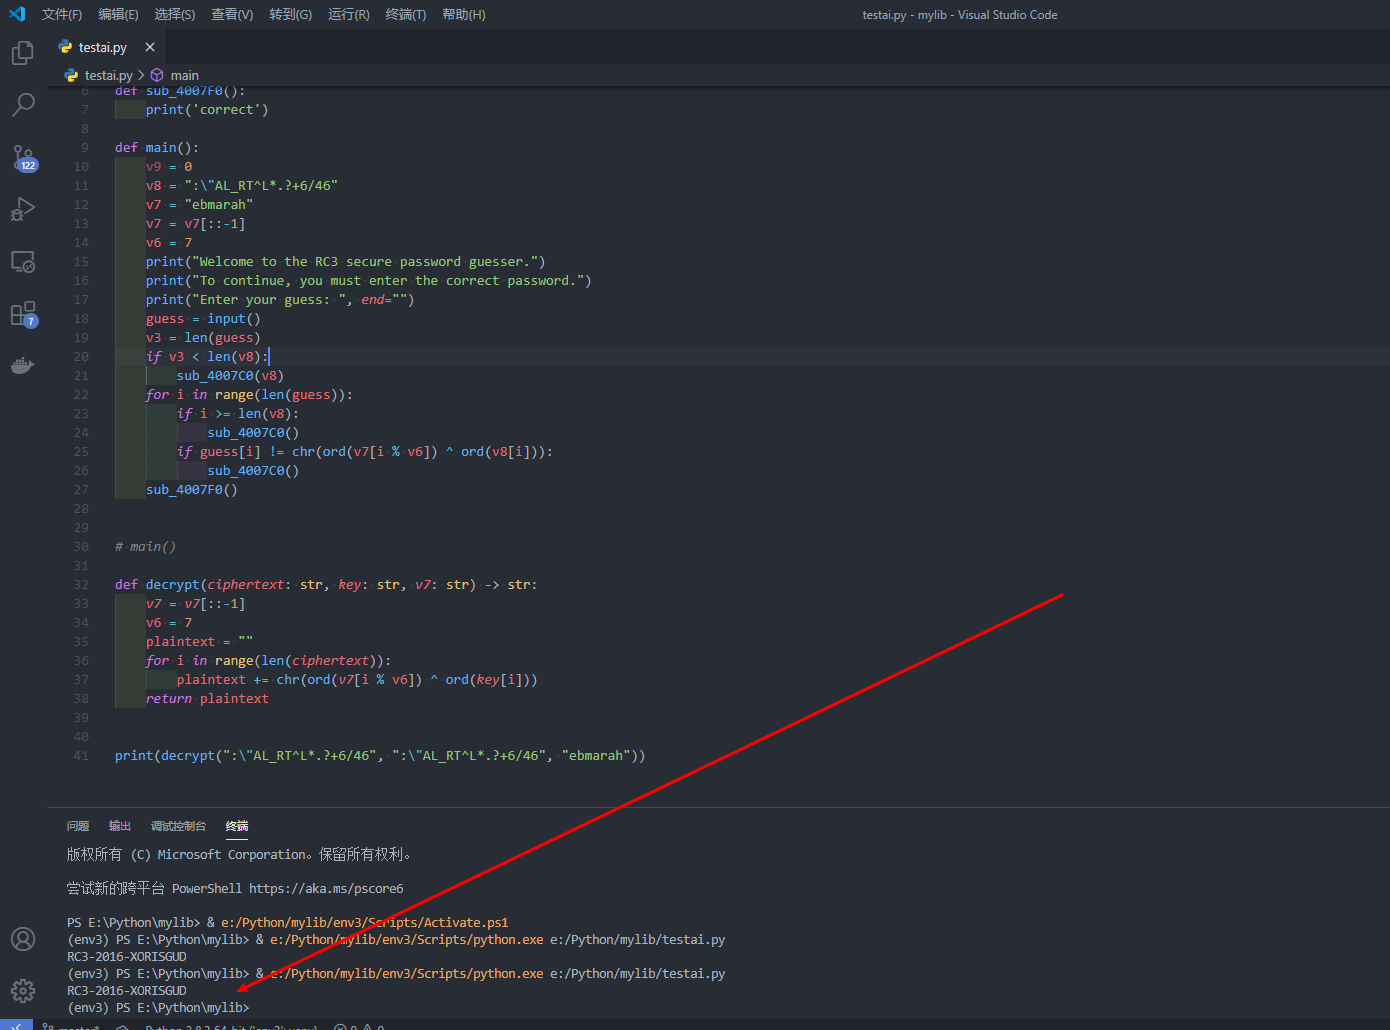 文件(F) 编辑(E) 选择(S) 查看(V) 转到(G) 运行(R) 终端(T) 帮助(H) testai.py - mylib - Visual Studio Code
testai.py
testai.py > main
6 def sub_4007F0():
7 print('correct')
8
9 def main():
10 v9 = 0
11 v8 = ":\"AL_RT^L*.?+6/46"
12 v7 = "ebmarah"
13 v7 = v7[::-1]
14 v6 = 7
15 print("Welcome to the RC3 secure password guesser.")
16 print("To continue, you must enter the correct password.")
17 print("Enter your guess: ", end="")
18 guess = input()
19 v3 = len(guess)
20 if v3 < len(v8):
21 sub_4007C0(v8)
22 for i in range(len(guess)):
23 if i >= len(v8):
24 sub_4007C0()
25 if guess[i] != chr(ord(v7[i % v6]) ^ ord(v8[i])):
26 sub_4007C0()
27 sub_4007F0()
28
29
30 # main()
31
32 def decrypt(ciphertext: str, key: str, v7: str) -> str:
33 v7 = v7[::-1]
34 v6 = 7
35 plaintext = ""
36 for i in range(len(ciphertext)):
37 plaintext += chr(ord(v7[i % v6]) ^ ord(key[i]))
38 return plaintext
39
40
41 print(decrypt(":\"AL_RT^L*.?+6/46", ":\"AL_RT^L*.?+6/46", "ebmarah"))
122
7
问题 输出 调试控制台 终端
版权所有 (C) Microsoft Corporation。保留所有权利。
尝试新的跨平台 PowerShell https://aka.ms/pscore6
PS E:\Python\mylib> & e:/Python/mylib/env3/Scripts/Activate.ps1
(env3) PS E:\Python\mylib> & e:/Python/mylib/env3/Scripts/python.exe e:/Python/mylib/testai.py
RC3-2016-XORISGUD
(env3) PS E:\Python\mylib> & e:/Python/mylib/env3/Scripts/python.exe e:/Python/mylib/testai.py
RC3-2016-XORISGUD
(env3) PS E:\Python\mylib>